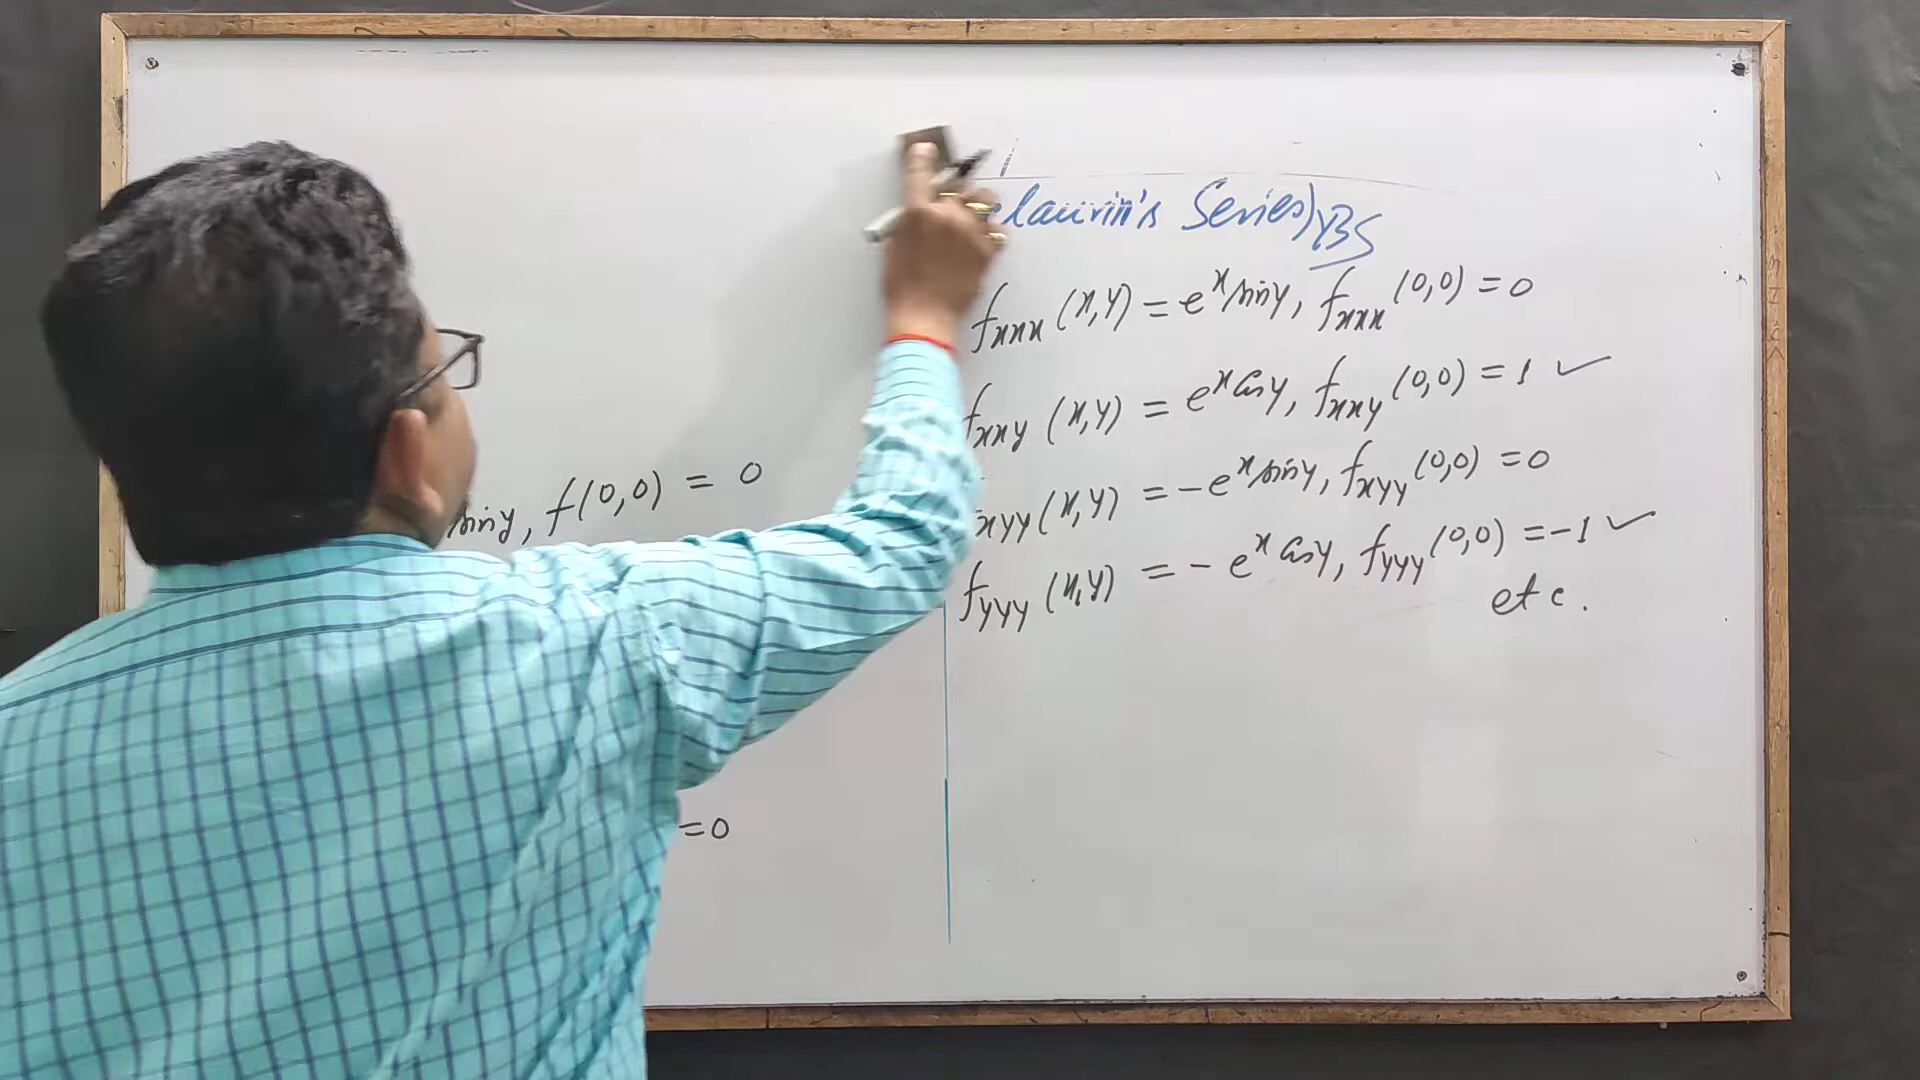 Series) YBS
siny, f(0,0) = 0
=0
fxxx (x,y) = e^x siny, fxxx (0,0) = 0
fxxy (x,y) = e^x cosy, fxxy (0,0) = 1 ✓
xyy (x,y) = -e^x siny, fxyy (0,0) = 0
fyyy (x,y) = - e^x cosy, fyyy (0,0) = -1 ✓
etc.